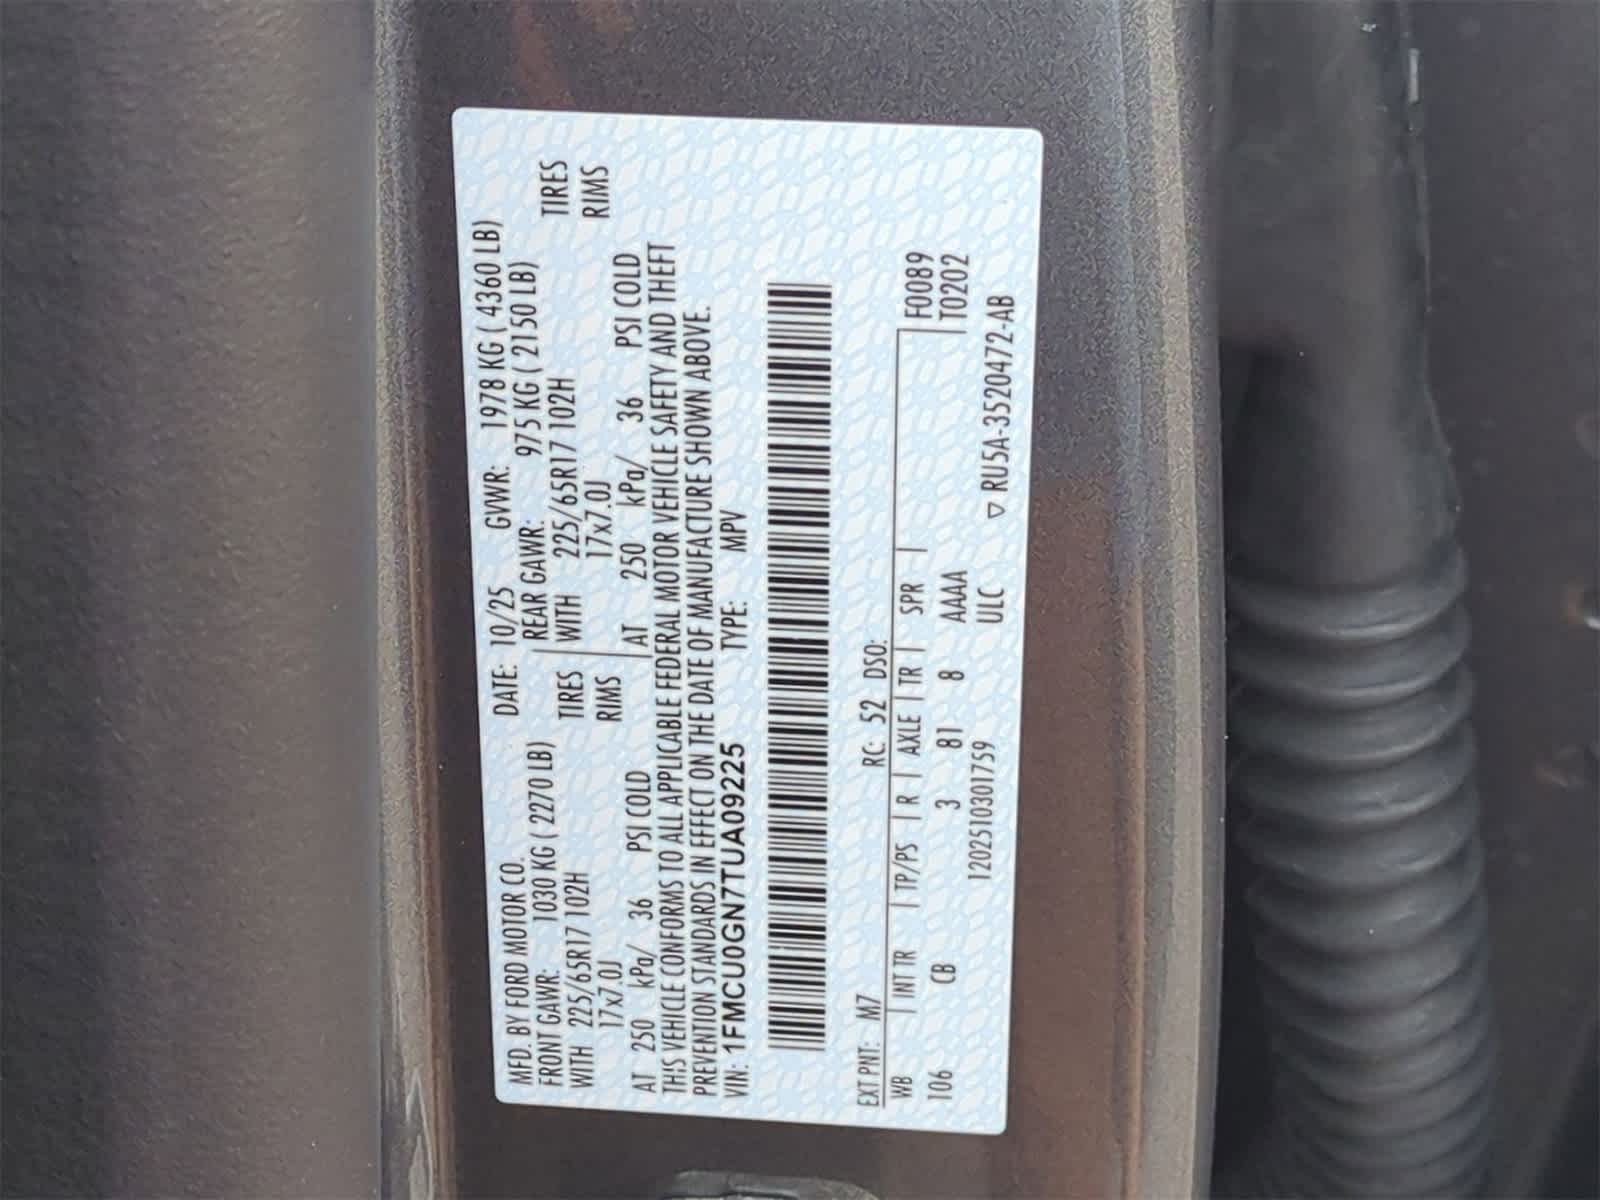 MFD. BY FORD MOTOR CO. DATE: 10/25 GVWR: 1978 KG ( 4360 LB)
FRONT GAWR: 1030 KG ( 2270 LB) REAR GAWR: 975 KG ( 2150 LB)
WITH 225/65R17 102H TIRES WITH 225/65R17 102H TIRES
17x7.0J RIMS 17x7.0J RIMS
AT 250 kPa/ 36 PSI COLD AT 250 kPa/ 36 PSI COLD
THIS VEHICLE CONFORMS TO ALL APPLICABLE FEDERAL MOTOR VEHICLE SAFETY AND THEFT
PREVENTION STANDARDS IN EFFECT ON THE DATE OF MANUFACTURE SHOWN ABOVE.
VIN: 1FMCU0GN7TUA09225 TYPE: MPV
EXT PNT: M7 RC: 52 DSO:
WB | INT TR | TP/PS | R | AXLE | TR | SPR | F0089
106 CB 3 81 8 AAAA T0202
1202510301759 ULC ▽ RU5A-3520472-AB